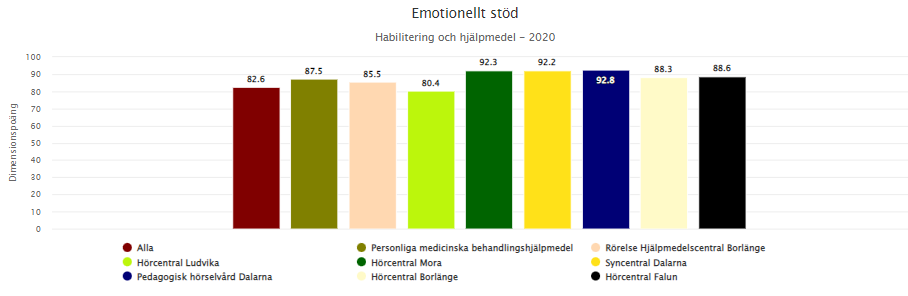 Emotionellt stöd
Habilitering och hjälpmedel - 2020
Dimensionspoäng
100
90
80
70
60
50
40
30
20
10
0
82.6
87.5
85.5
80.4
92.3
92.2
92.8
88.3
88.6
Alla
Personliga medicinska behandlingshjälpmedel
Rörelse Hjälpmedelscentral Borlänge
Hörcentral Ludvika
Hörcentral Mora
Syncentral Dalarna
Pedagogisk hörselvård Dalarna
Hörcentral Borlänge
Hörcentral Falun